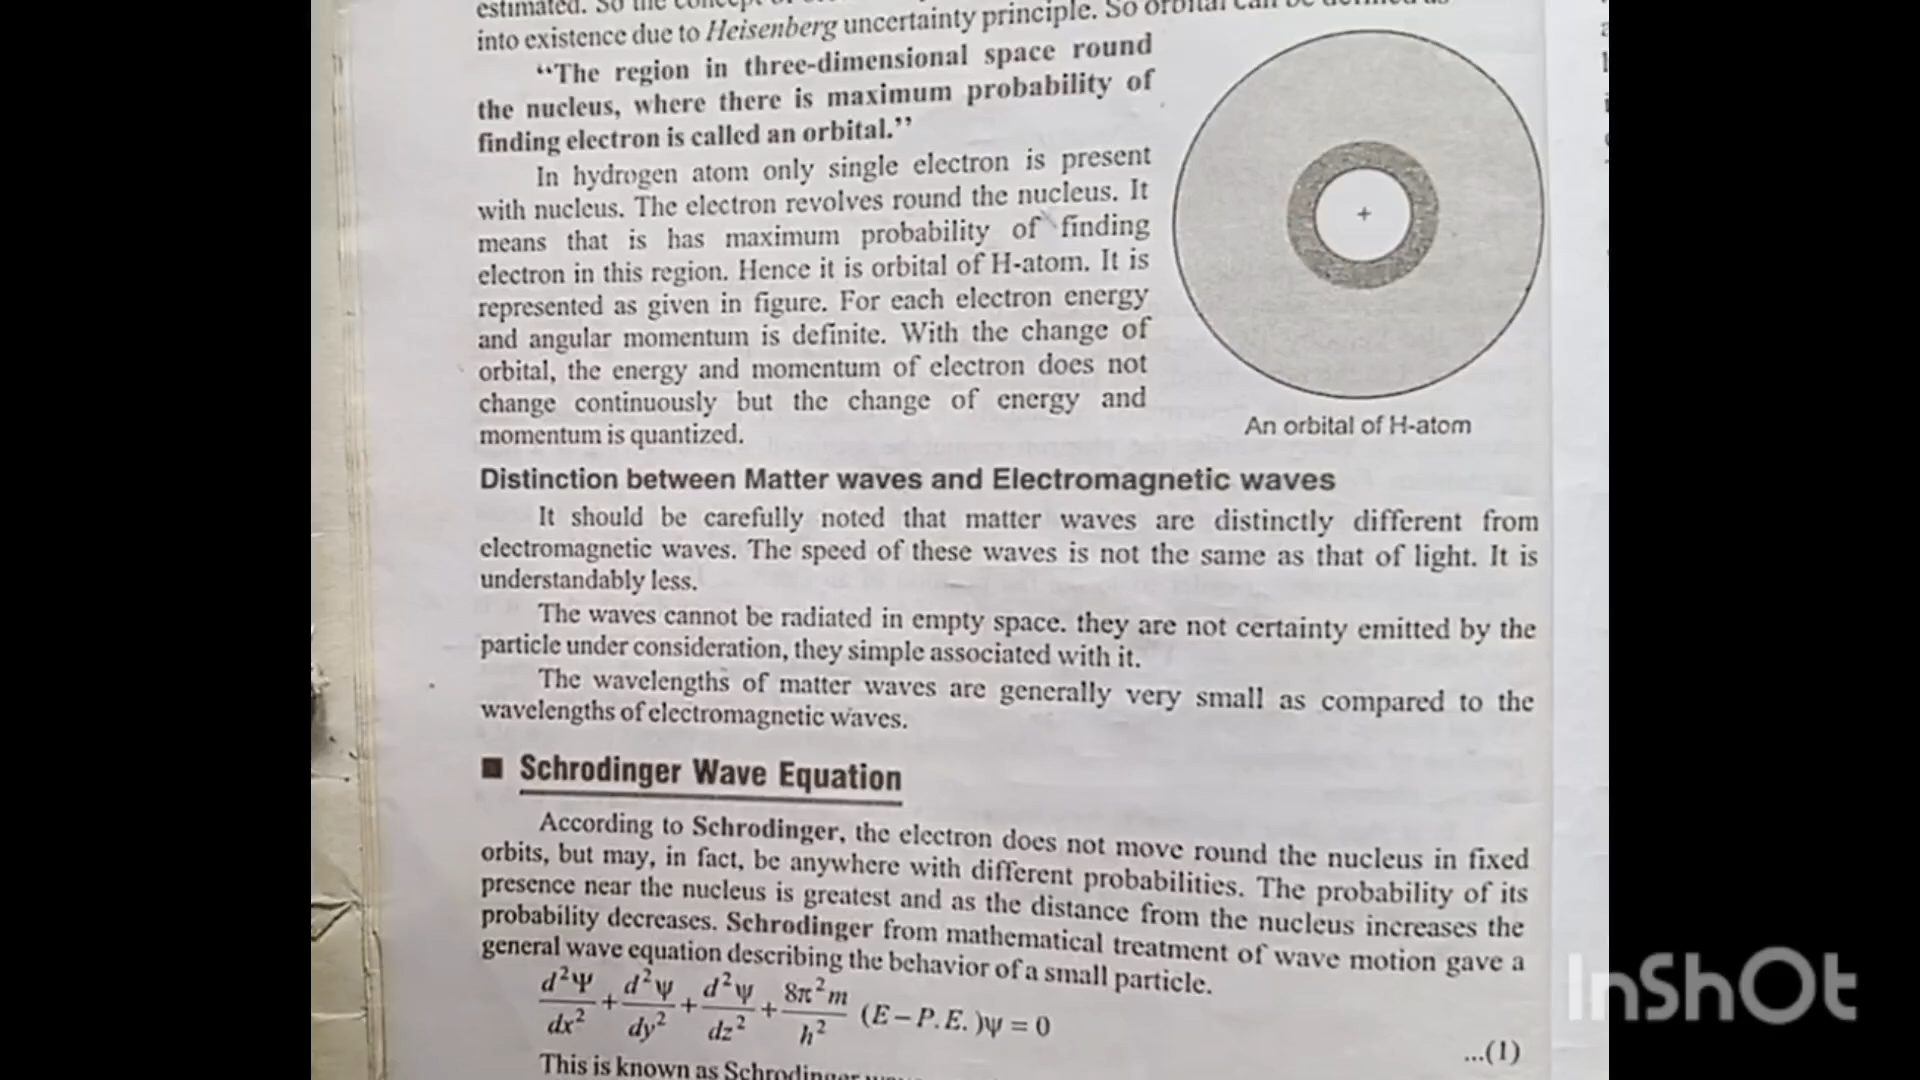 estimated. So the concept of
into existence due to Heisenberg uncertainty principle. So orbital can be defined as
“The region in three-dimensional space round
the nucleus, where there is maximum probability of
finding electron is called an orbital.”
In hydrogen atom only single electron is present
with nucleus. The electron revolves round the nucleus. It
means that is has maximum probability of finding
electron in this region. Hence it is orbital of H-atom. It is
represented as given in figure. For each electron energy
and angular momentum is definite. With the change of
orbital, the energy and momentum of electron does not
change continuously but the change of energy and
momentum is quantized.
+
An orbital of H-atom
Distinction between Matter waves and Electromagnetic waves
It should be carefully noted that matter waves are distinctly different from
electromagnetic waves. The speed of these waves is not the same as that of light. It is
understandably less.
The waves cannot be radiated in empty space. they are not certainty emitted by the
particle under consideration, they simple associated with it.
The wavelengths of matter waves are generally very small as compared to the
wavelengths of electromagnetic waves.
■ Schrodinger Wave Equation
According to Schrodinger, the electron does not move round the nucleus in fixed
orbits, but may, in fact, be anywhere with different probabilities. The probability of its
presence near the nucleus is greatest and as the distance from the nucleus increases the
probability decreases. Schrodinger from mathematical treatment of wave motion gave a
general wave equation describing the behavior of a small particle.
d²Ψ/dx² + d²ψ/dy² + d²ψ/dz² + 8π²m/h² (E – P.E.)ψ = 0
...(1)
This is known as Schrodinger
InShOt